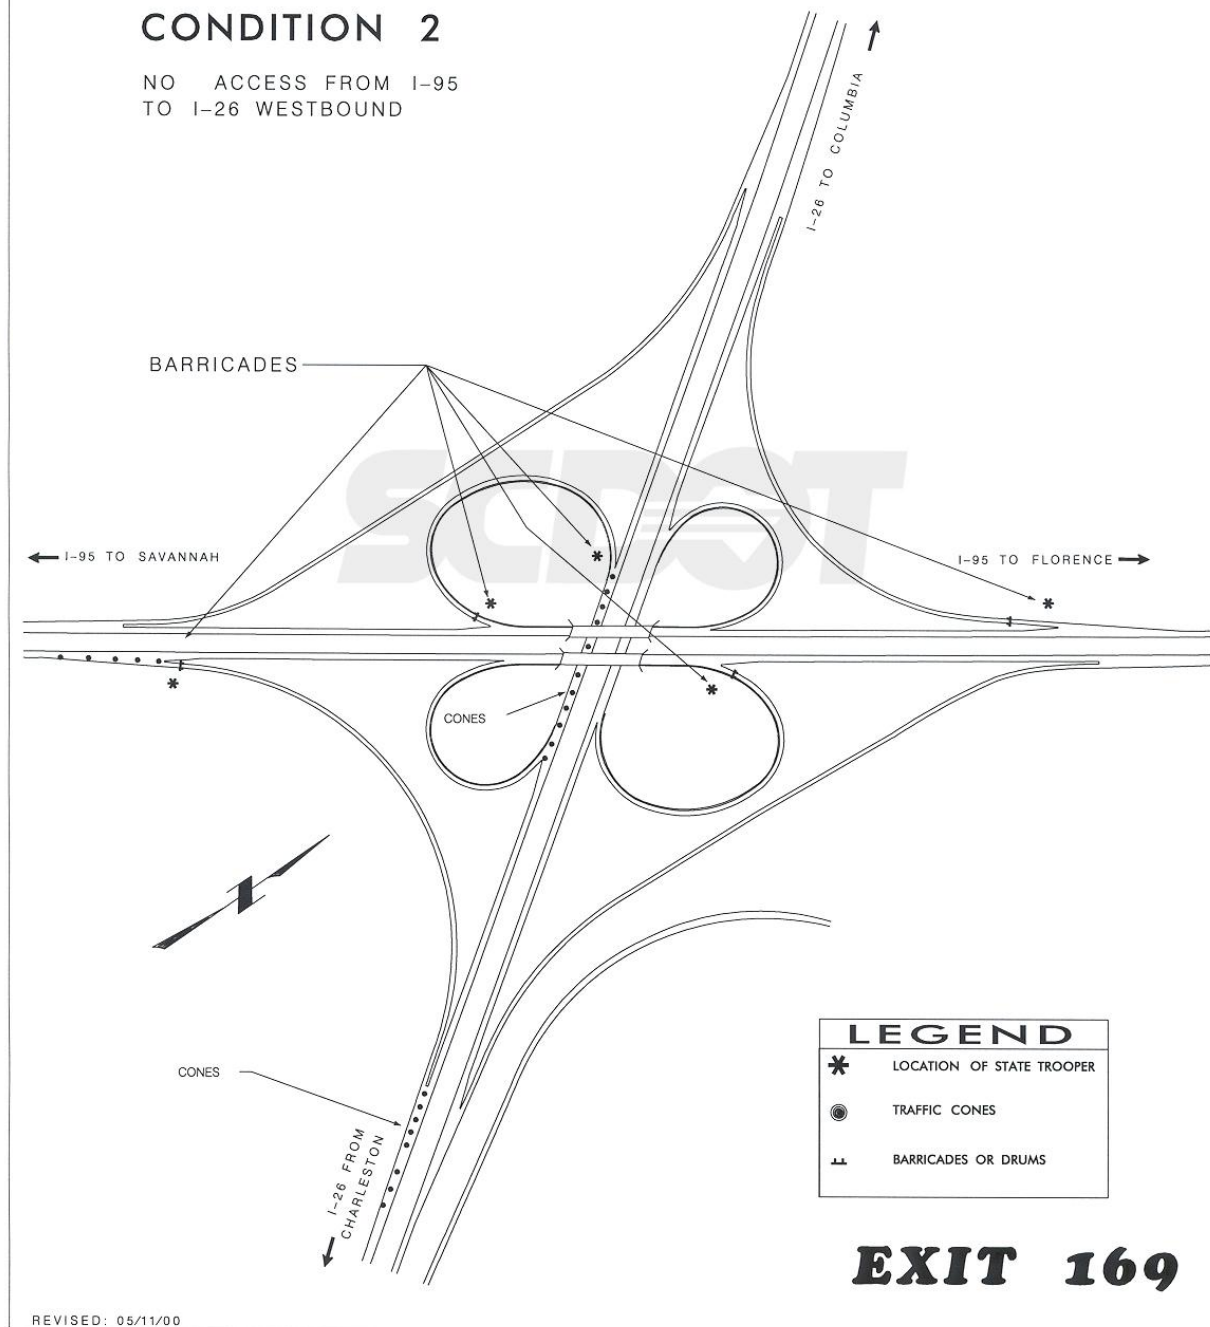 CONDITION 2
NO ACCESS FROM I-95
TO I-26 WESTBOUND
I-26 TO COLUMBIA
BARRICADES
SCDOT
I-95 TO SAVANNAH
I-95 TO FLORENCE
CONES
CONES
I-26 FROM
CHARLESTON
LEGEND
LOCATION OF STATE TROOPER
TRAFFIC CONES
BARRICADES OR DRUMS
EXIT 169
REVISED: 05/11/00